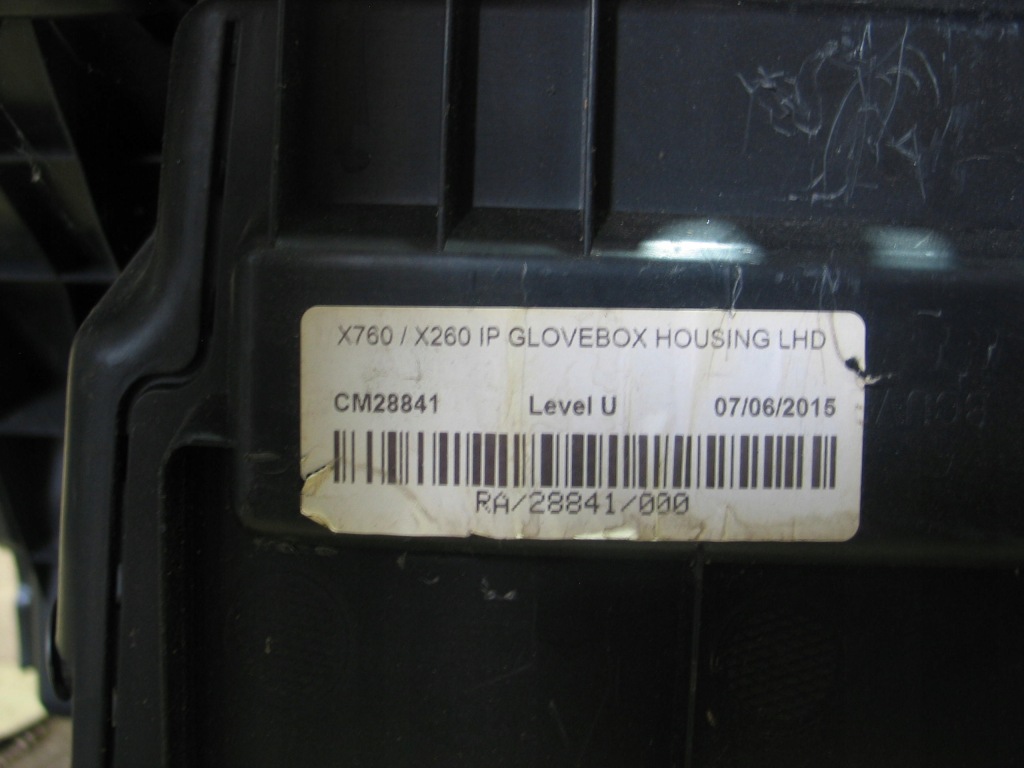 X760 / X260 IP GLOVEBOX HOUSING LHD
CM28841 Level U 07/06/2015
RA/28841/000